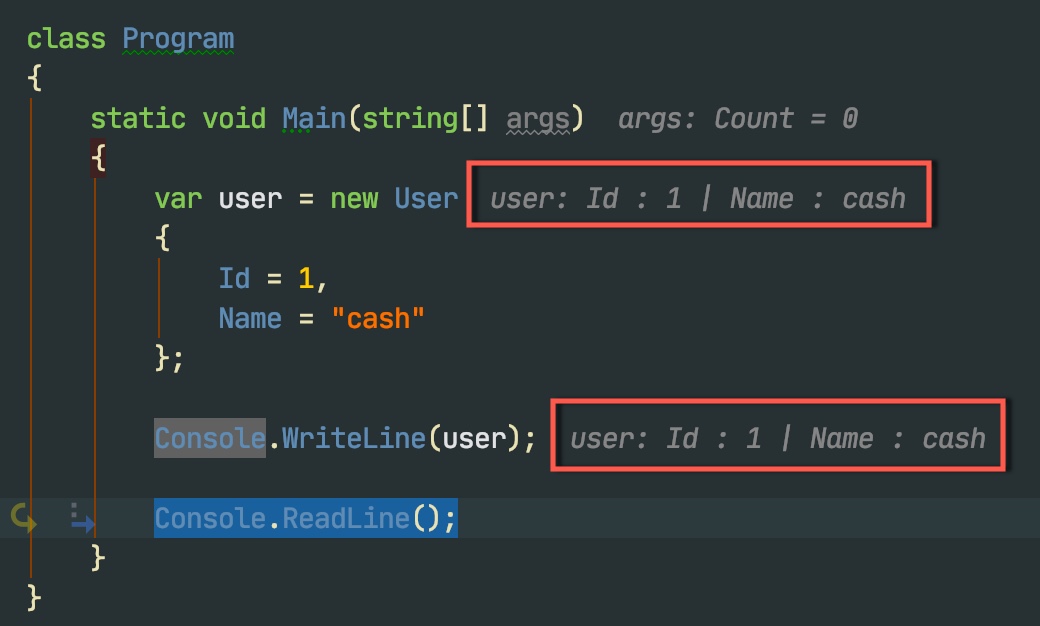 class Program
{
static void Main(string[] args) args: Count = 0
{
var user = new User user: Id : 1 | Name : cash
{
Id = 1,
Name = "cash"
};
Console.WriteLine(user); user: Id : 1 | Name : cash
Console.ReadLine();
}
}